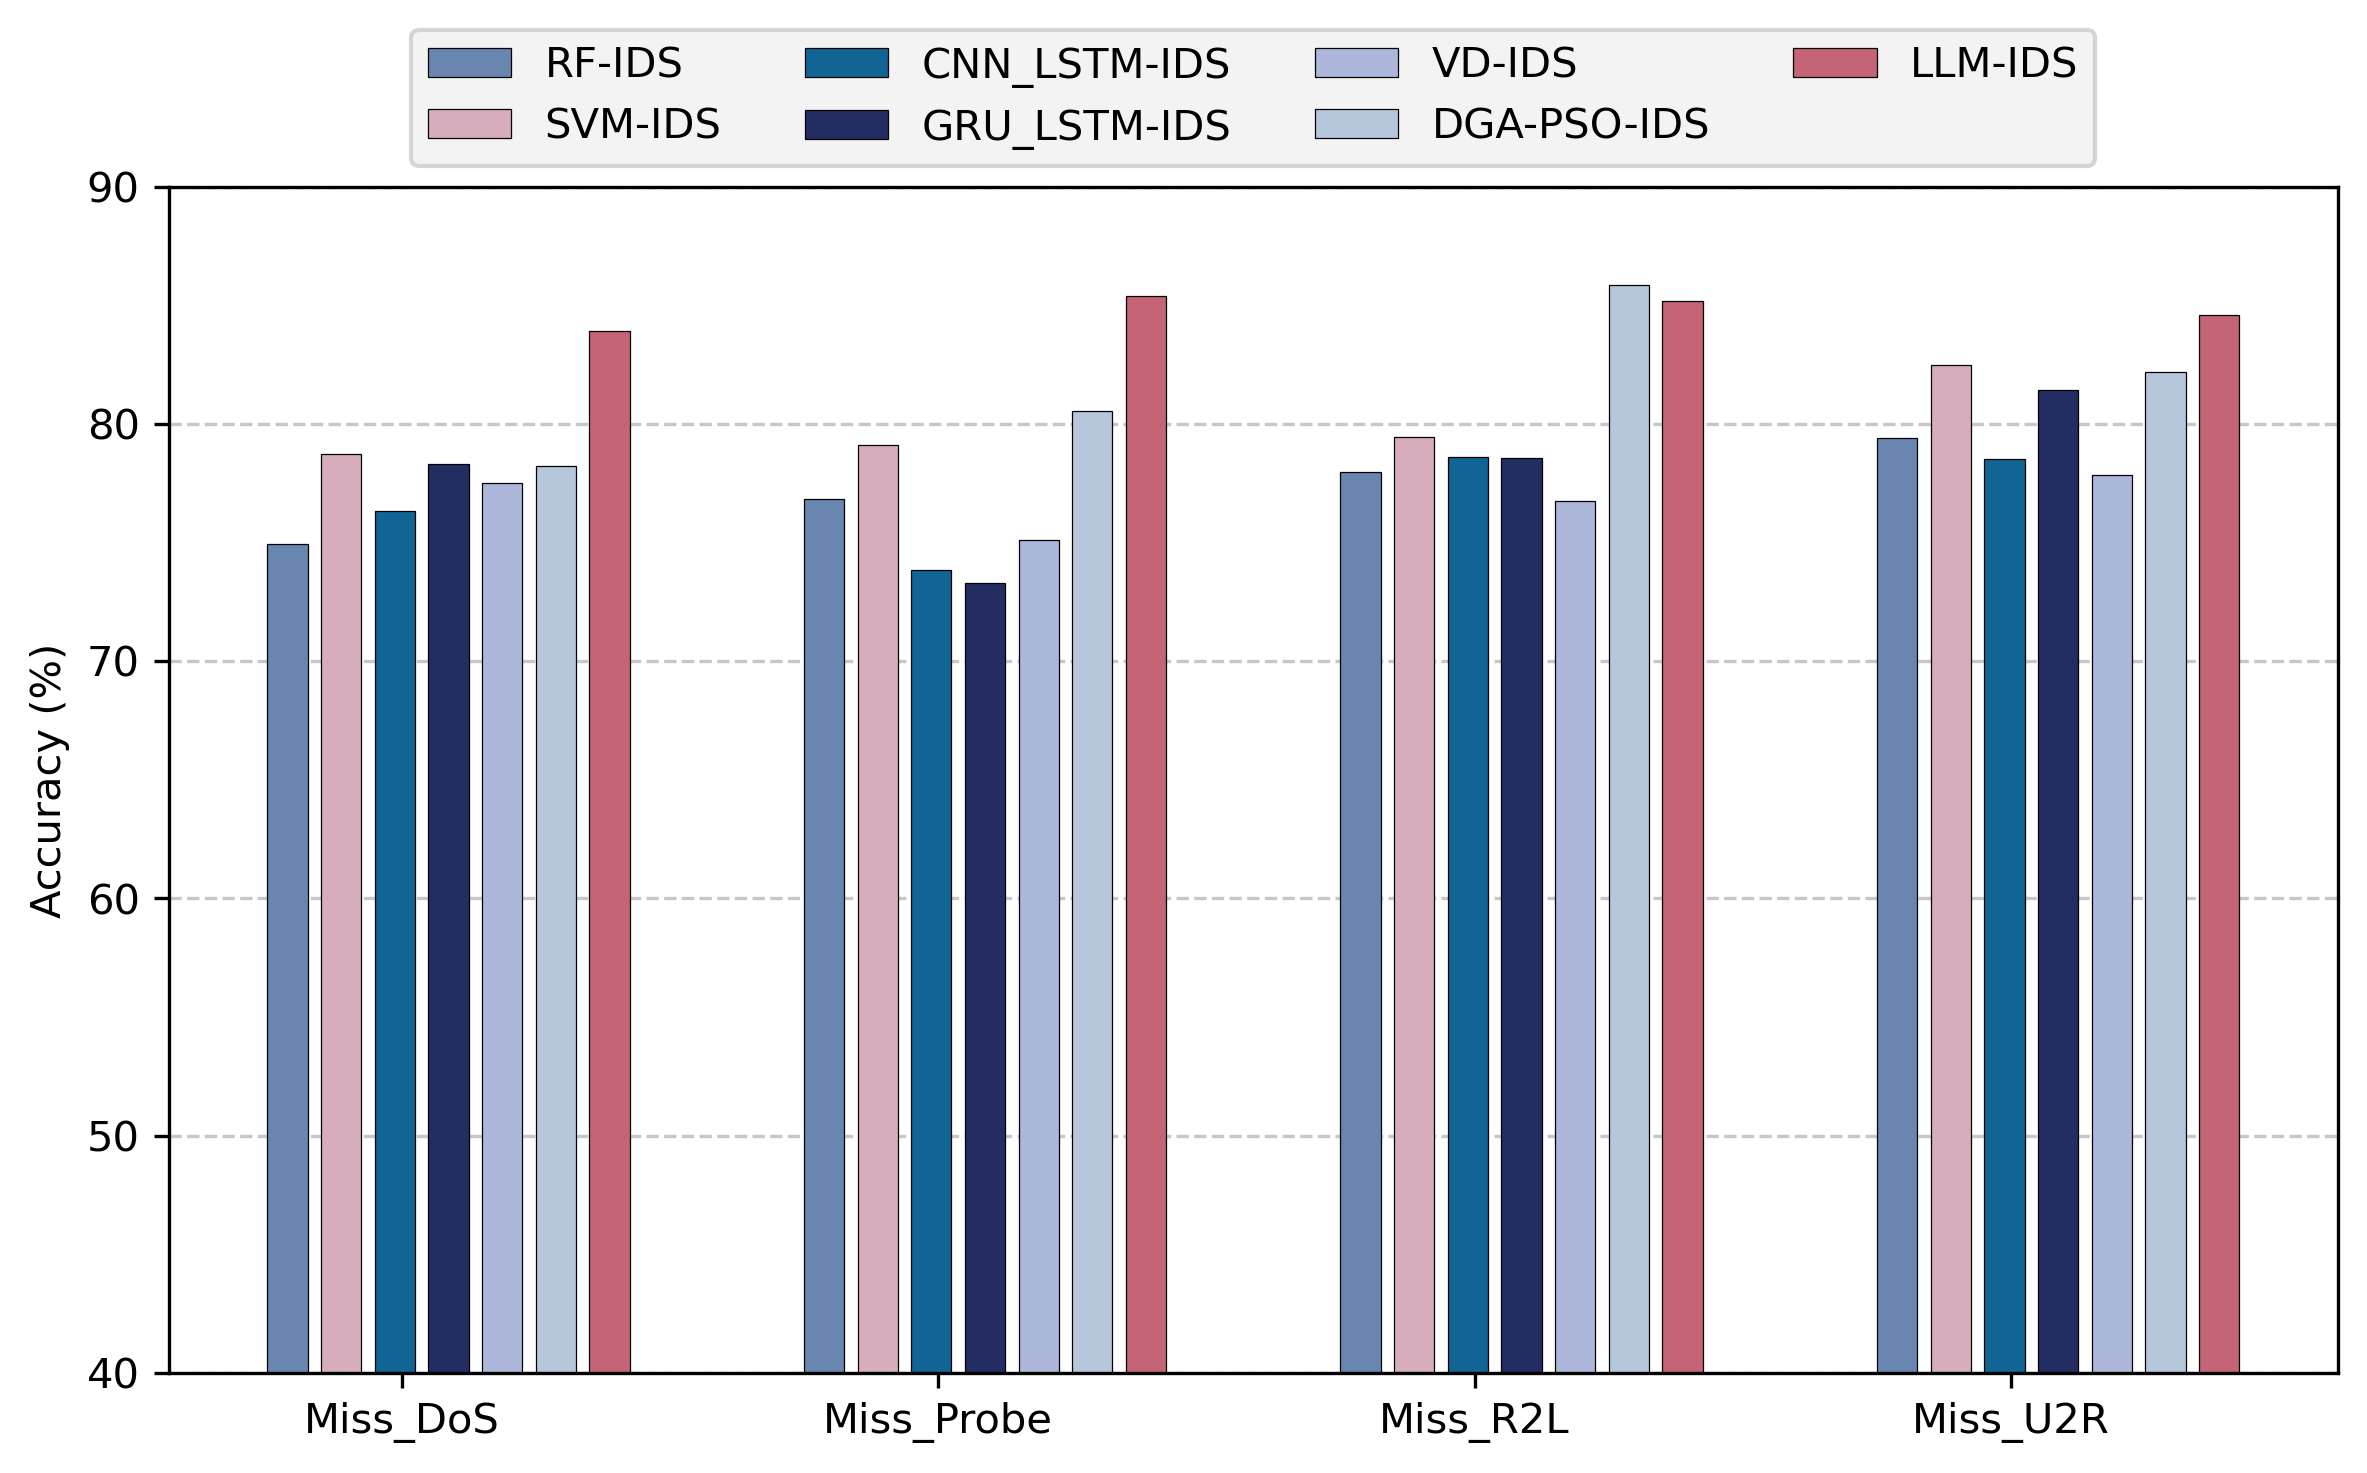 RF-IDS CNN_LSTM-IDS VD-IDS LLM-IDS
SVM-IDS GRU_LSTM-IDS DGA-PSO-IDS
90
80
70
60
50
40
Accuracy (%)
Miss_DoS Miss_Probe Miss_R2L Miss_U2R